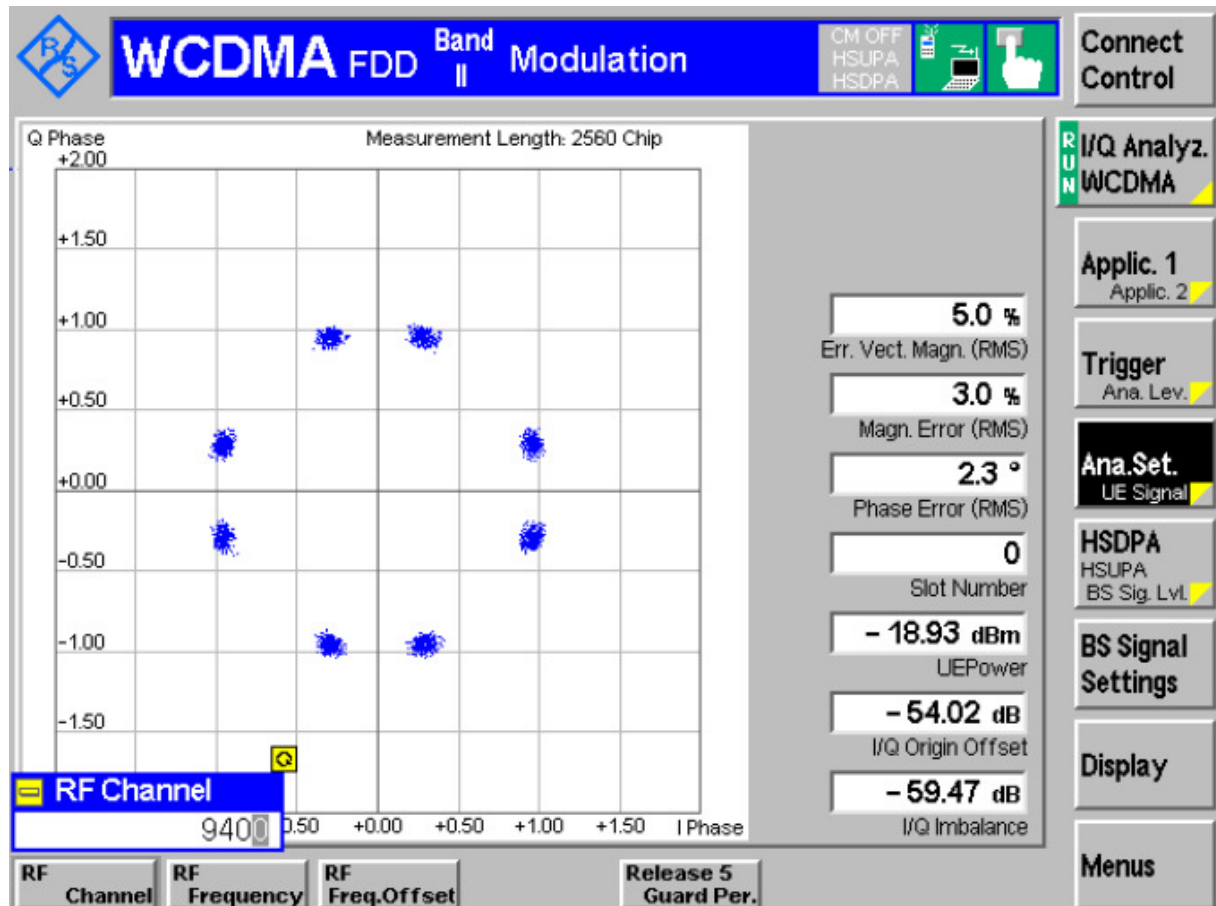 R/S
WCDMA FDD Band II Modulation
CM OFF
HSUPA
HSDPA
Connect Control
Q Phase
Measurement Length: 2560 Chip
+2.00
+1.50
+1.00
+0.50
+0.00
-0.50
-1.00
-1.50
0.50 +0.00 +0.50 +1.00 +1.50 I Phase
Q
RF Channel
9400
5.0 %
Err. Vect. Magn. (RMS)
3.0 %
Magn. Error (RMS)
2.3 °
Phase Error (RMS)
0
Slot Number
- 18.93 dBm
UEPower
- 54.02 dB
I/Q Origin Offset
- 59.47 dB
I/Q Imbalance
RUN
I/Q Analyz.
WCDMA
Applic. 1
Applic. 2
Trigger
Ana. Lev.
Ana.Set.
UE Signal
HSDPA
HSUPA
BS Sig. Lvl.
BS Signal
Settings
Display
Menus
RF Channel
RF Frequency
RF Freq.Offset
Release 5 Guard Per.